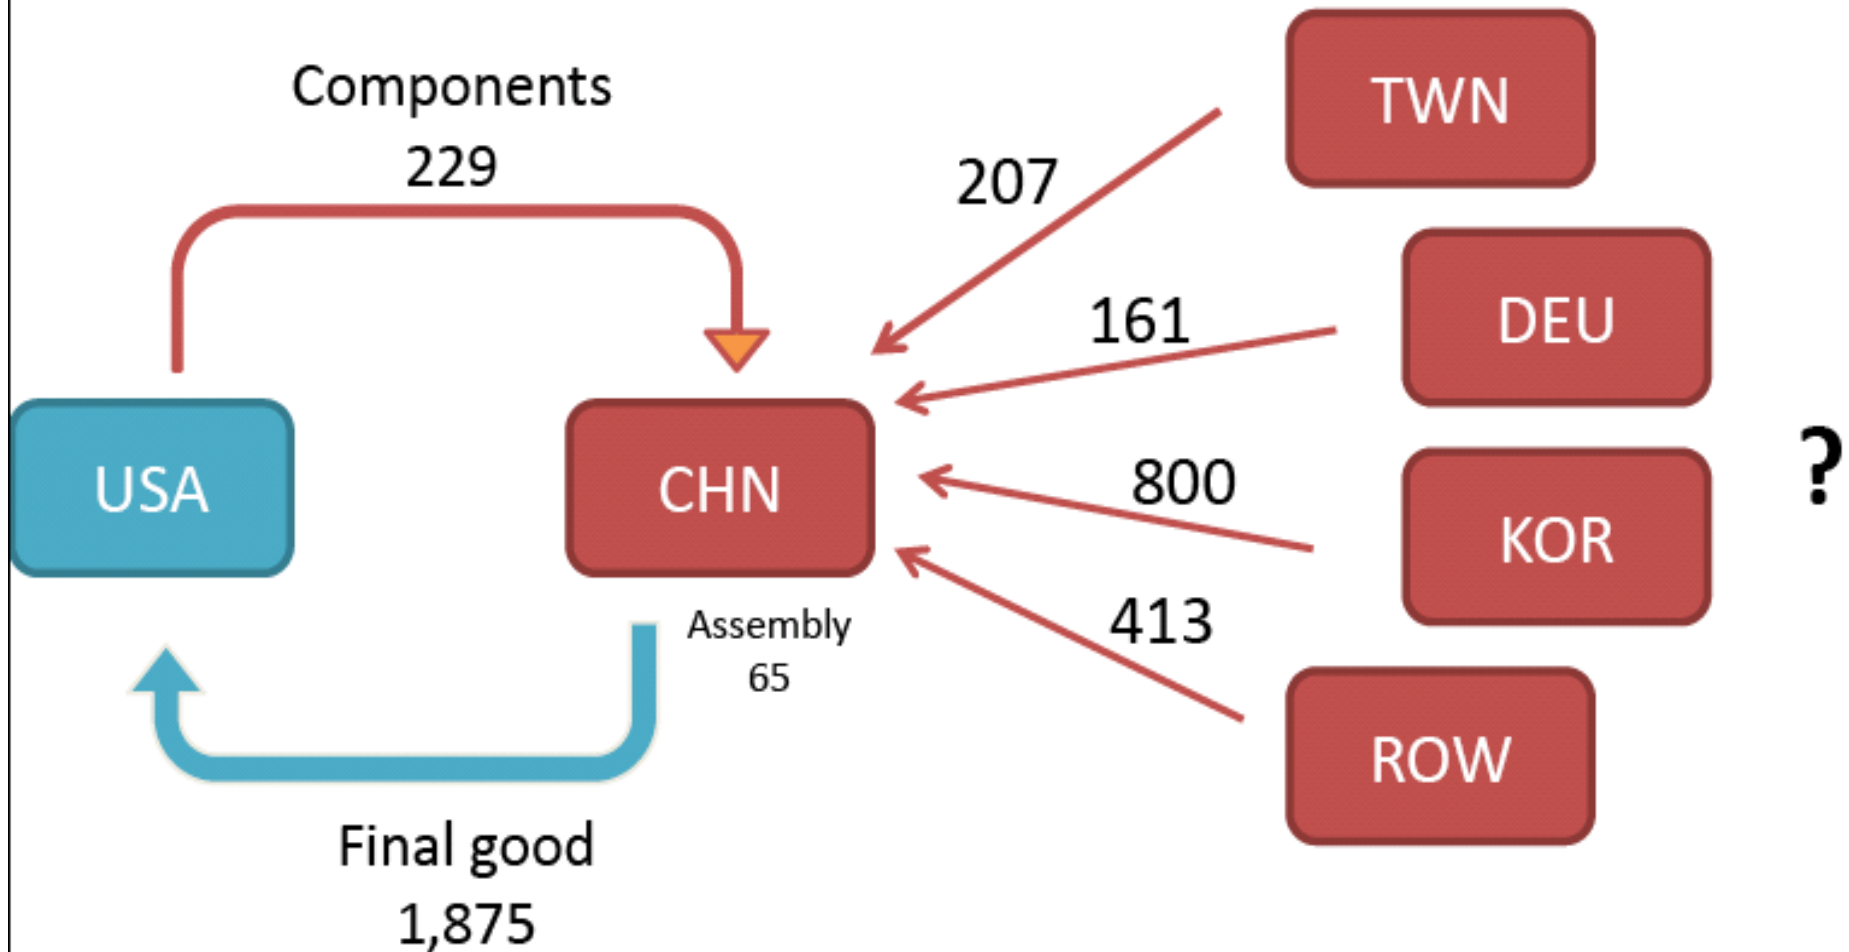 Components
229
TWN
207
DEU
161
USA
CHN
800
KOR
?
Assembly
65
413
ROW
Final good
1,875